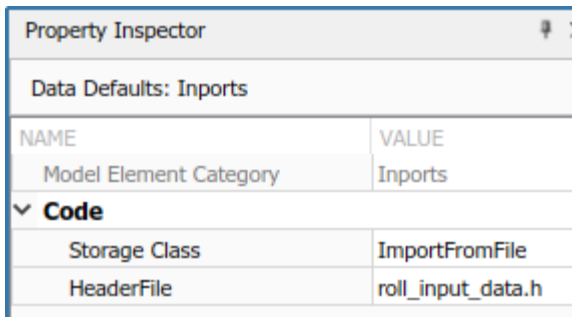 Property Inspector
Data Defaults: Inports
NAME VALUE
Model Element Category Inports
Code
Storage Class ImportFromFile
HeaderFile roll_input_data.h